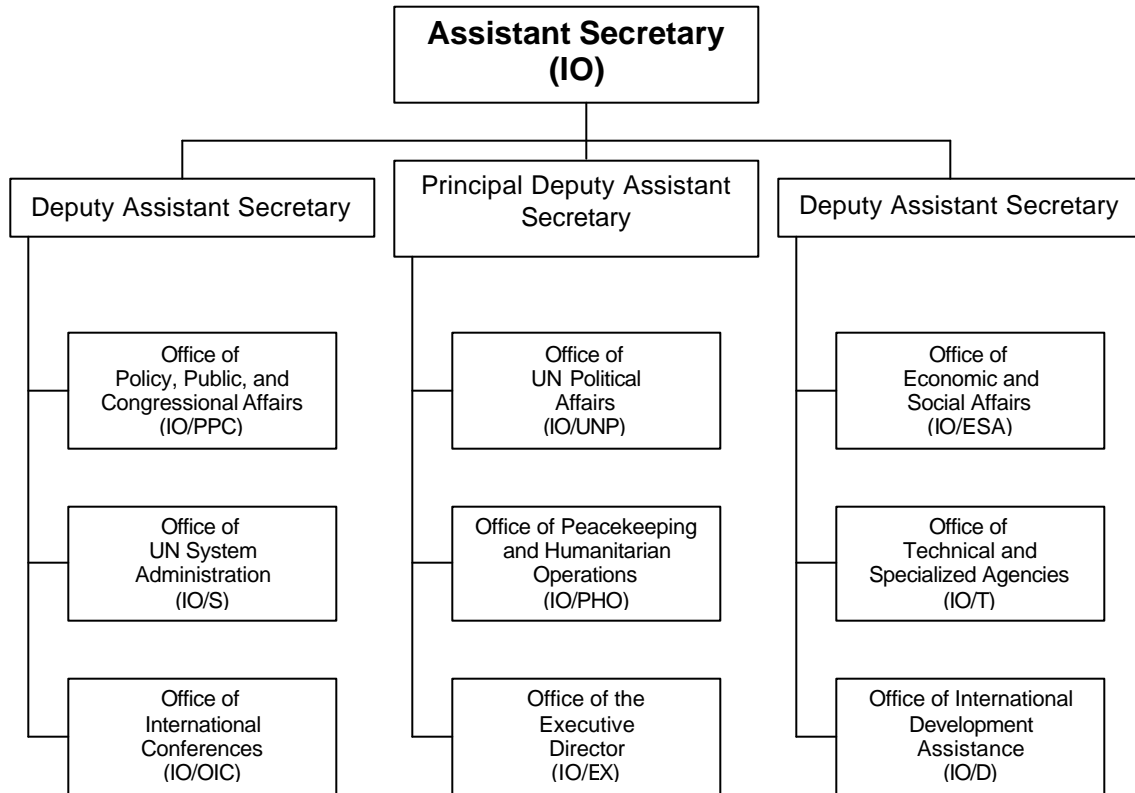 Assistant Secretary
(IO)
Deputy Assistant Secretary
Principal Deputy Assistant
Secretary
Deputy Assistant Secretary
Office of
Policy, Public, and
Congressional Affairs
(IO/PPC)
Office of
UN System
Administration
(IO/S)
Office of
International
Conferences
(IO/OIC)
Office of
UN Political
Affairs
(IO/UNP)
Office of Peacekeeping
and Humanitarian
Operations
(IO/PHO)
Office of the
Executive
Director
(IO/EX)
Office of
Economic and
Social Affairs
(IO/ESA)
Office of
Technical and
Specialized Agencies
(IO/T)
Office of International
Development
Assistance
(IO/D)